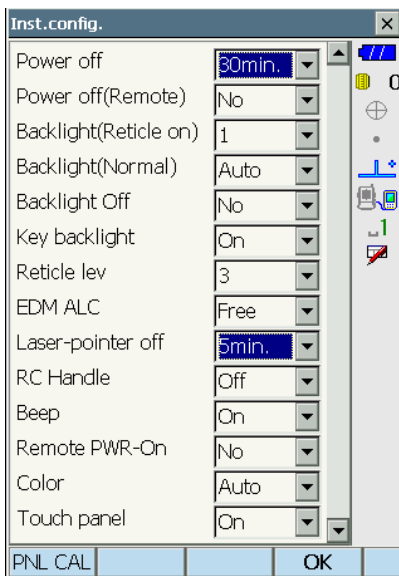 Inst.config.
Power off 30min.
Power off(Remote) No
Backlight(Reticle on) 1
Backlight(Normal) Auto
Backlight Off No
Key backlight On
Reticle lev 3
EDM ALC Free
Laser-pointer off 5min.
RC Handle Off
Beep On
Remote PWR-On No
Color Auto
Touch panel On
PNL CAL OK
0
1